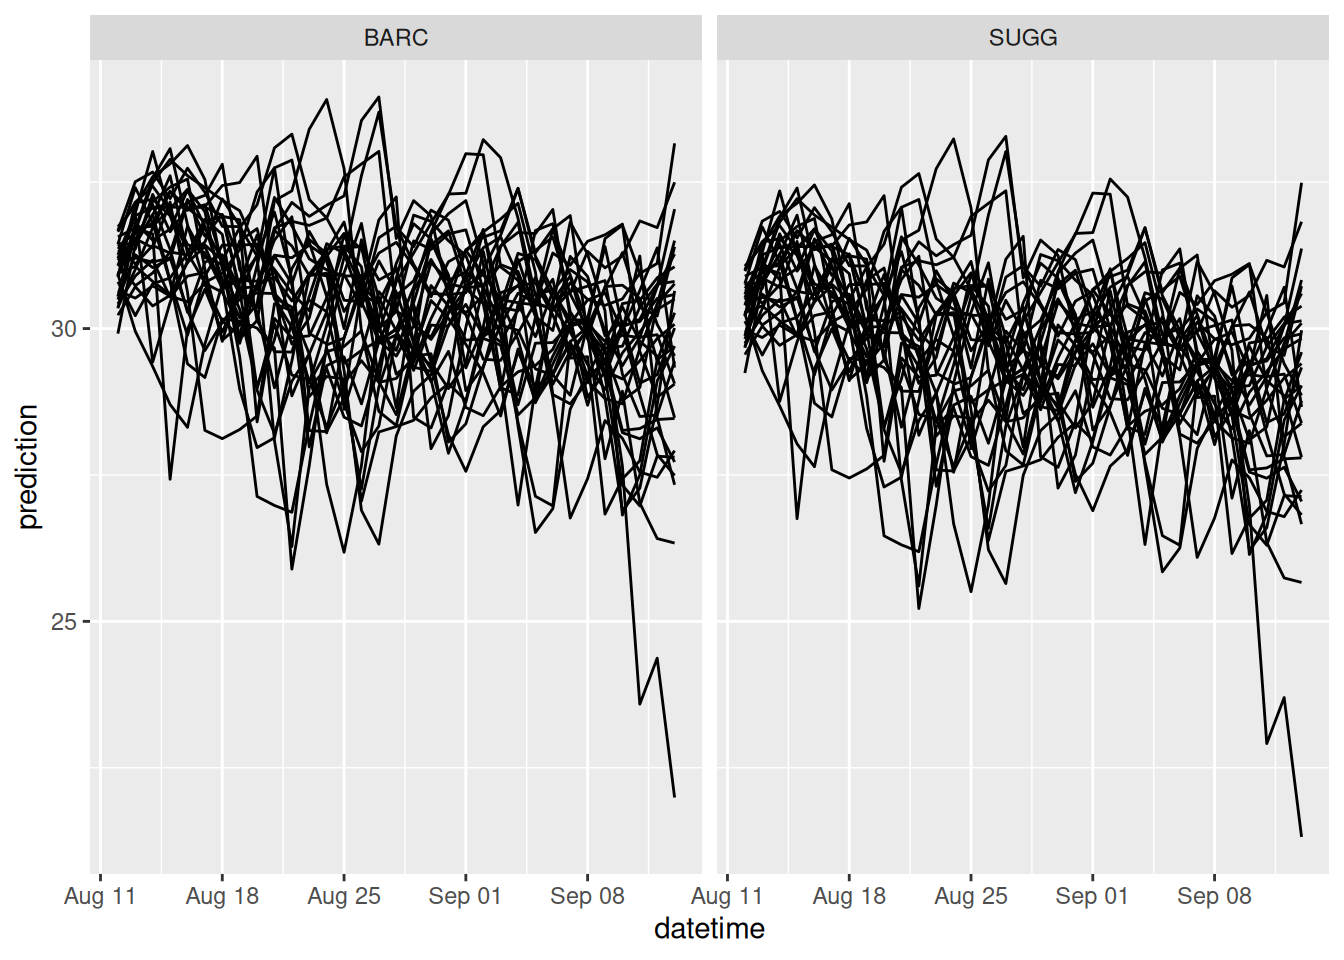 BARC
SUGG
prediction
30
25
Aug 11
Aug 18
Aug 25
Sep 01
Sep 08
Aug 11
Aug 18
Aug 25
Sep 01
Sep 08
datetime